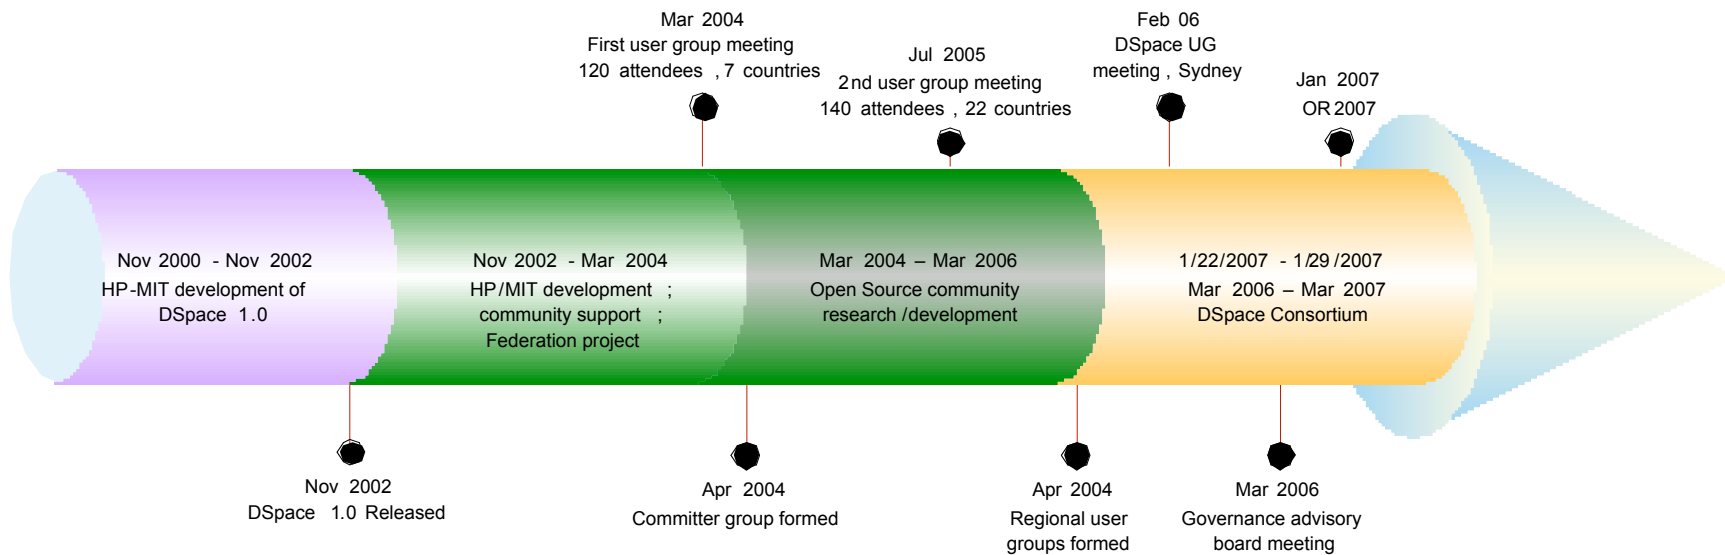 Mar 2004
First user group meeting
120 attendees , 7 countries
Jul 2005
2nd user group meeting
140 attendees , 22 countries
Feb 06
DSpace UG
meeting , Sydney
Jan 2007
OR 2007
Nov 2000 - Nov 2002
HP-MIT development of
DSpace 1.0
Nov 2002 - Mar 2004
HP/MIT development ;
community support ;
Federation project
Mar 2004 – Mar 2006
Open Source community
research /development
1/22/2007 - 1/29/2007
Mar 2006 – Mar 2007
DSpace Consortium
Nov 2002
DSpace 1.0 Released
Apr 2004
Committer group formed
Apr 2004
Regional user
groups formed
Mar 2006
Governance advisory
board meeting